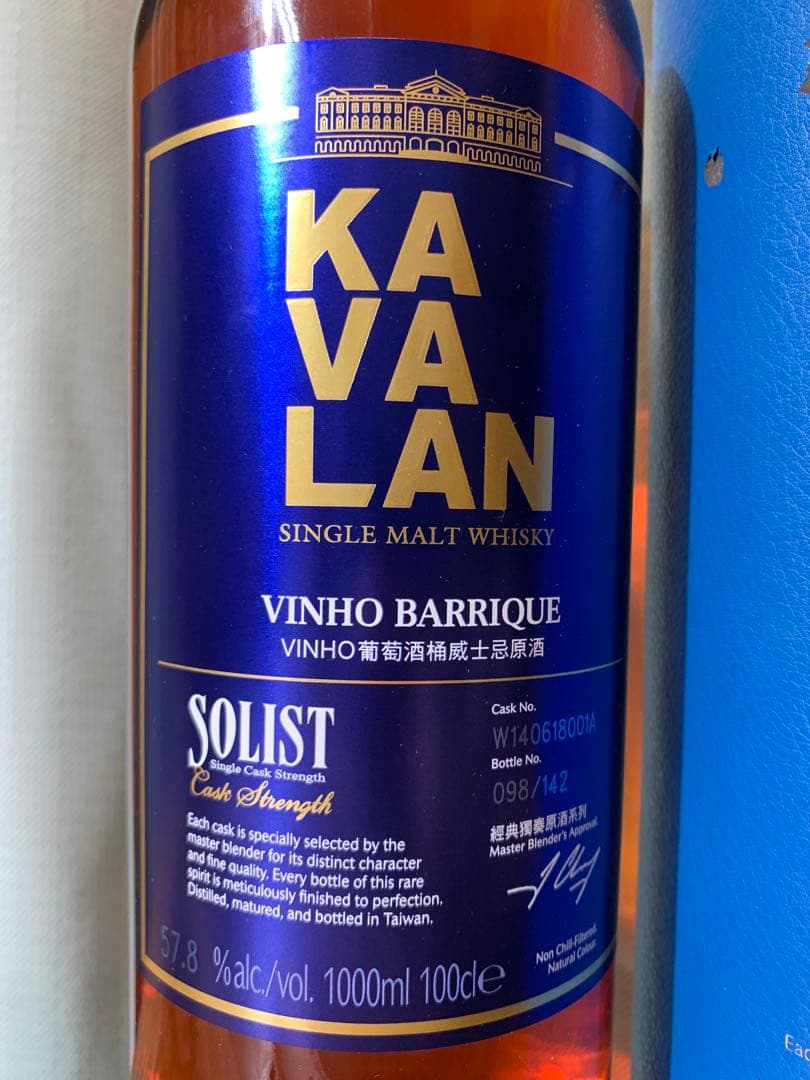 KA
VA
LAN
SINGLE MALT WHISKY
VINHO BARRIQUE
VINHO葡萄酒桶威士忌原酒
SOLIST
Single Cask Strength
Cask Strength
Each cask is specially selected by the
master blender for its distinct character
and fine quality. Every bottle of this rare
spirit is meticulously finished to perfection.
Distilled, matured, and bottled in Taiwan.
Cask No.
W140618001A
Bottle No.
098/142
經典獨奏原酒系列
Master Blender's Approval.
Non Chill-Filtered.
Natural Colour.
57.8 %alc./vol. 1000ml 100cl℮